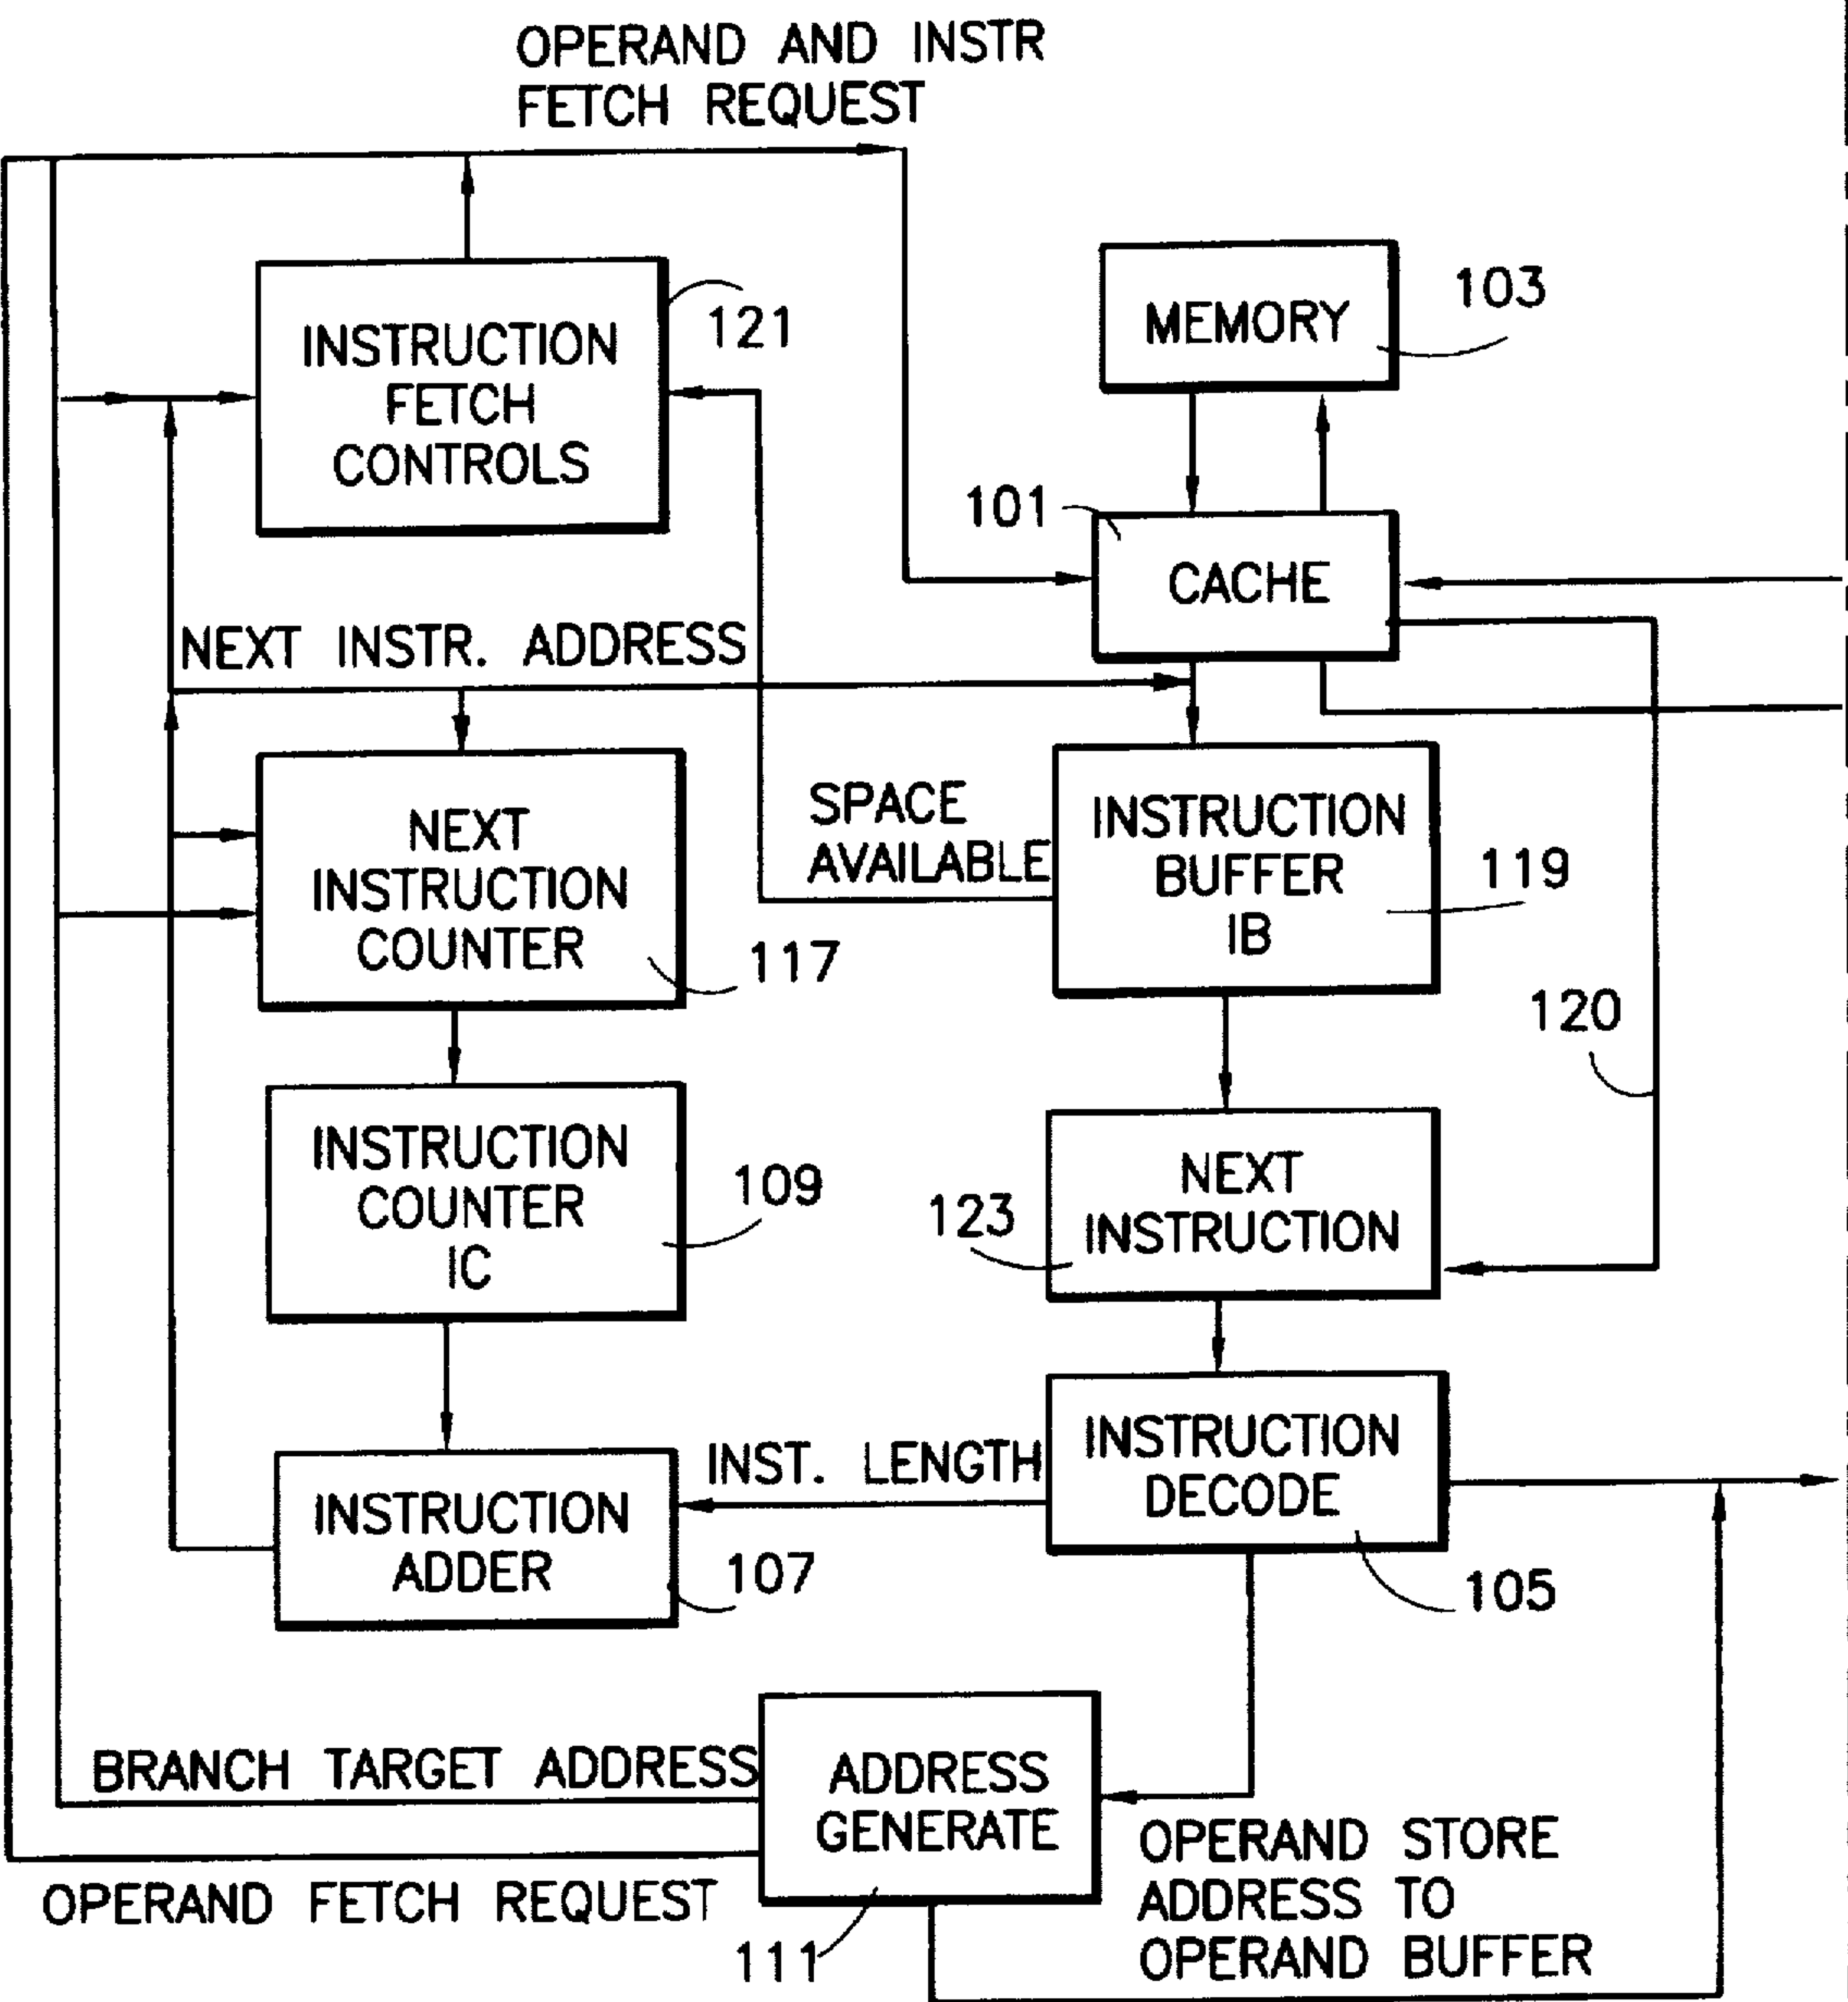 OPERAND AND INSTR
FETCH REQUEST
INSTRUCTION
FETCH
CONTROLS
121
MEMORY
103
101
CACHE
NEXT INSTR. ADDRESS
NEXT
INSTRUCTION
COUNTER
117
SPACE
AVAILABLE
INSTRUCTION
BUFFER
IB
119
120
INSTRUCTION
COUNTER
IC
109
123
NEXT
INSTRUCTION
INSTRUCTION
ADDER
107
INST. LENGTH
INSTRUCTION
DECODE
105
BRANCH TARGET ADDRESS
ADDRESS
GENERATE
OPERAND FETCH REQUEST
111
OPERAND STORE
ADDRESS TO
OPERAND BUFFER